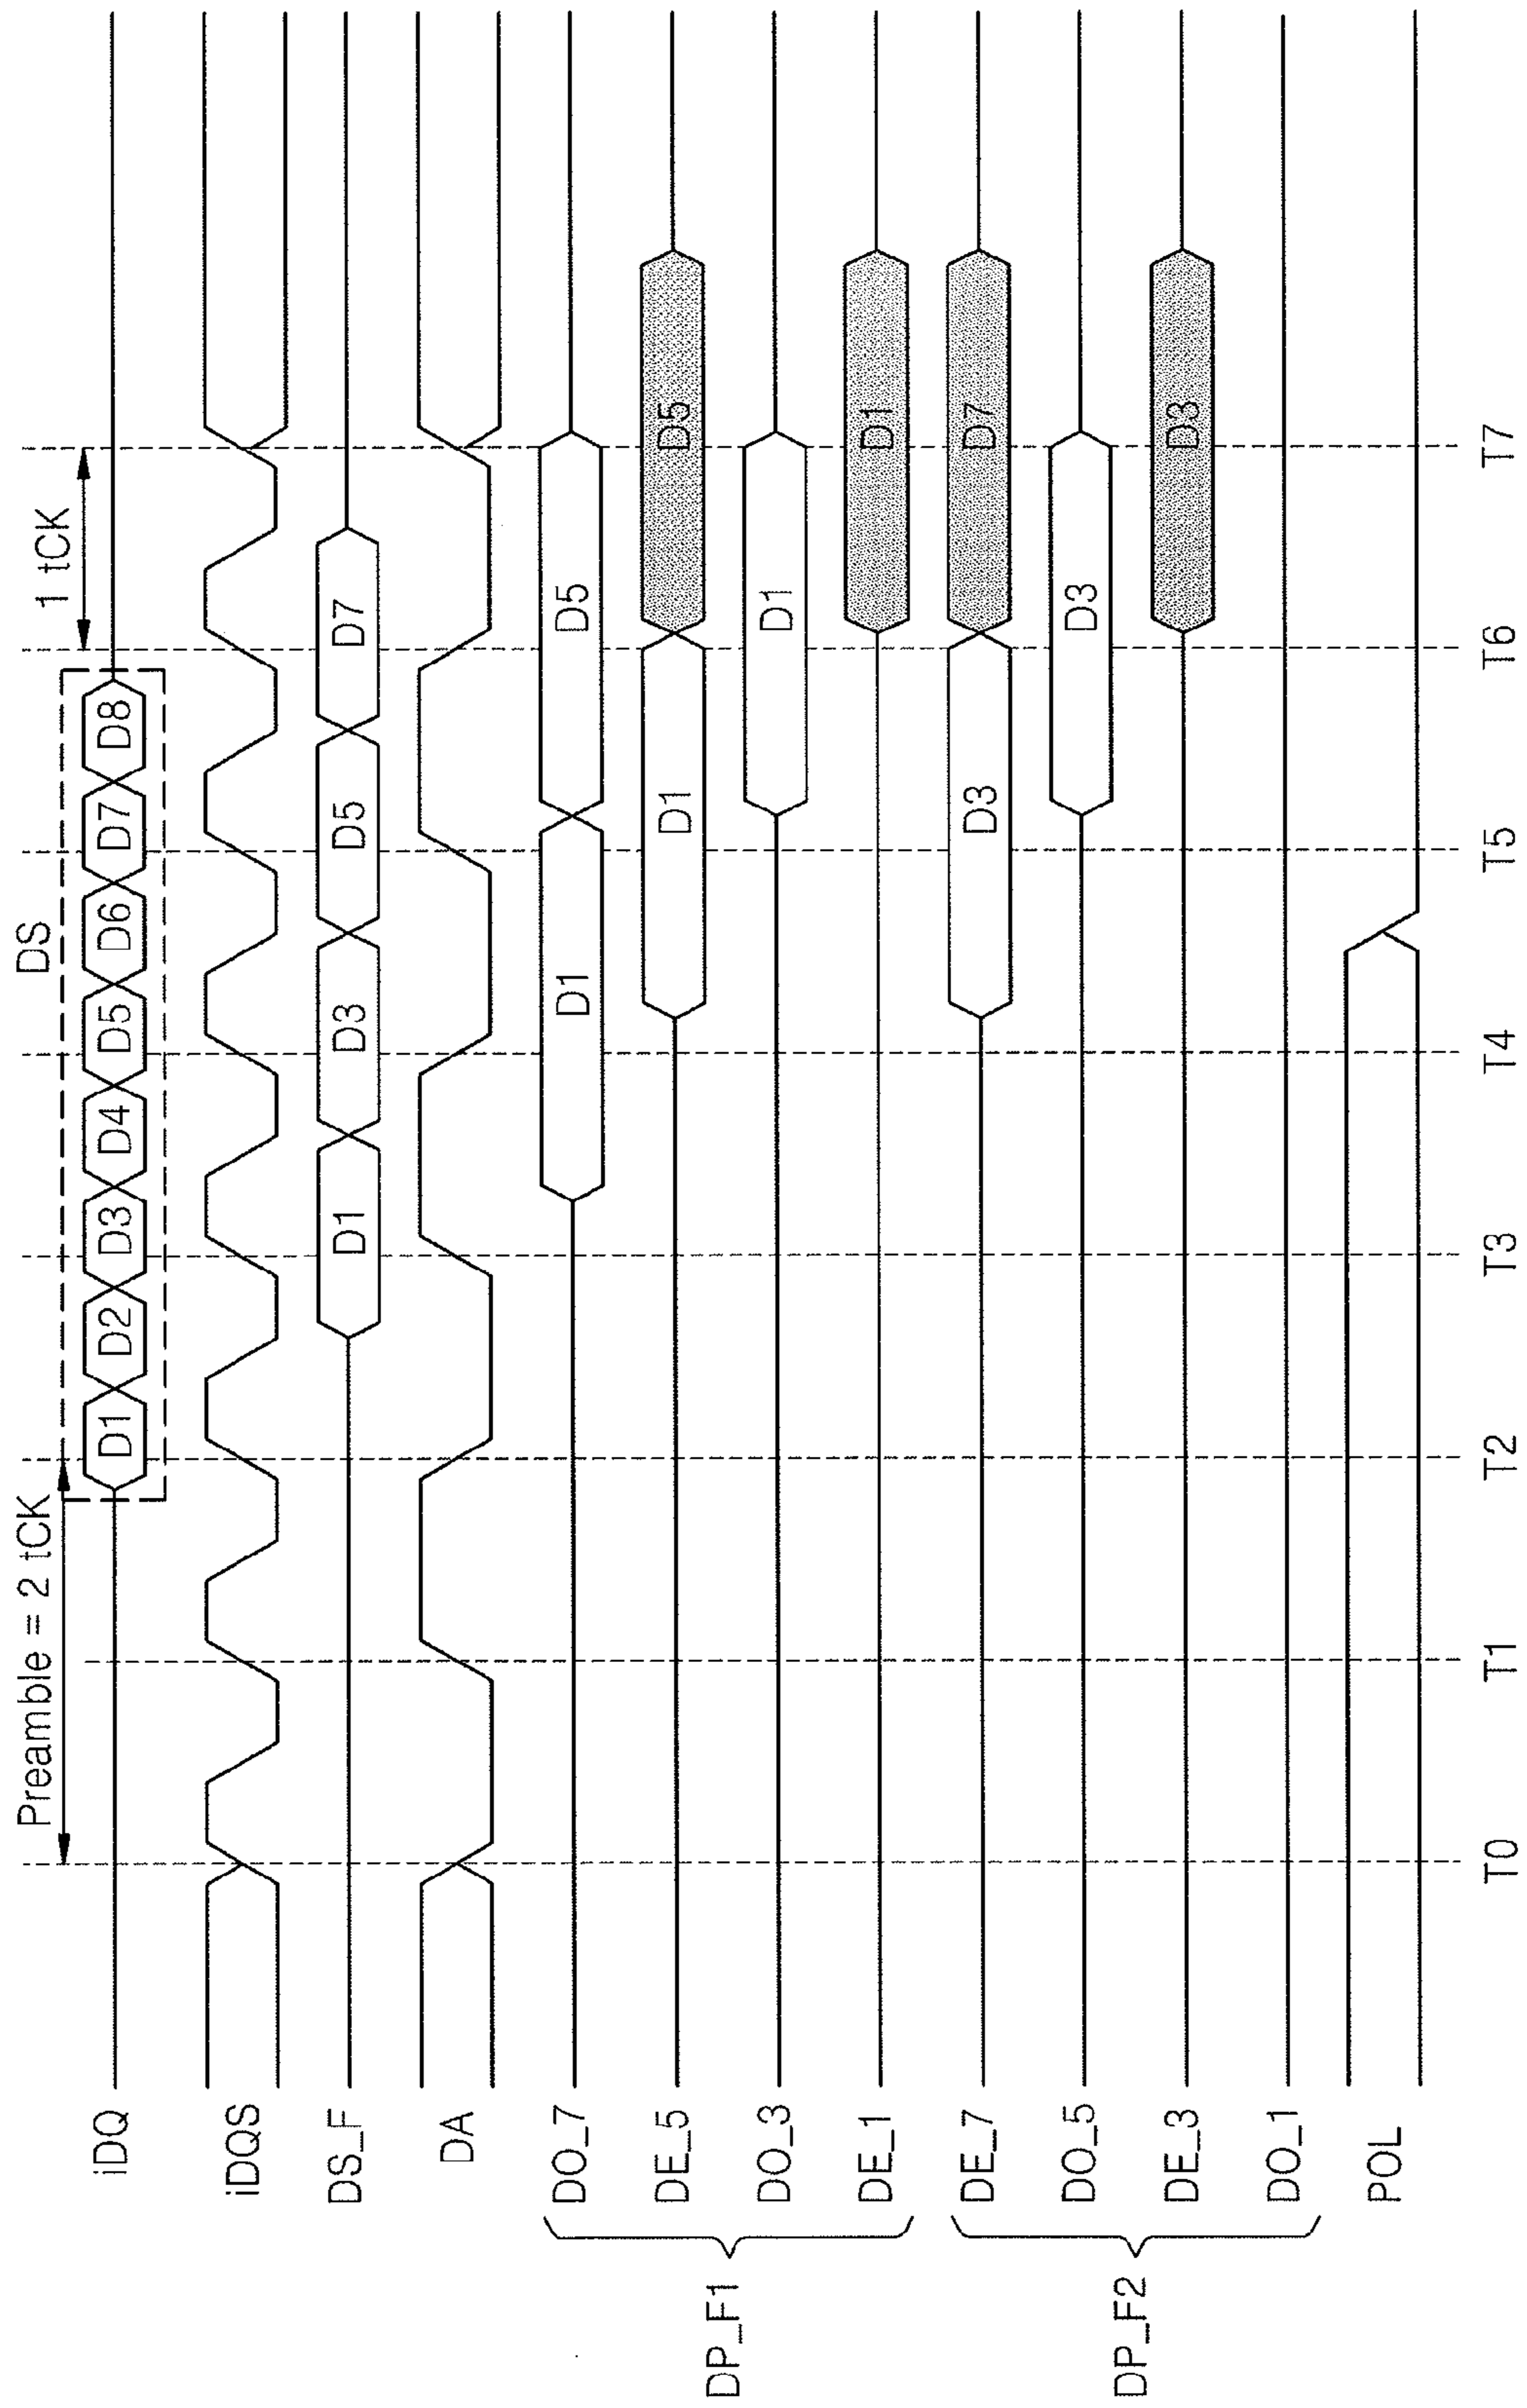 Preamble = 2 tCK
DS
1 tCK
iDQ
D1 D2 D3 D4 D5 D6 D7 D8
iDQS
DS_F
D1 D3 D5 D7
DA
DP_F1
DO_7
D1 D5
DE_5
D1 D5
DO_3
D1
DE_1
D1
DP_F2
DE_7
D3 D7
DO_5
D3
DE_3
D3
DO_1
POL
T0 T1 T2 T3 T4 T5 T6 T7